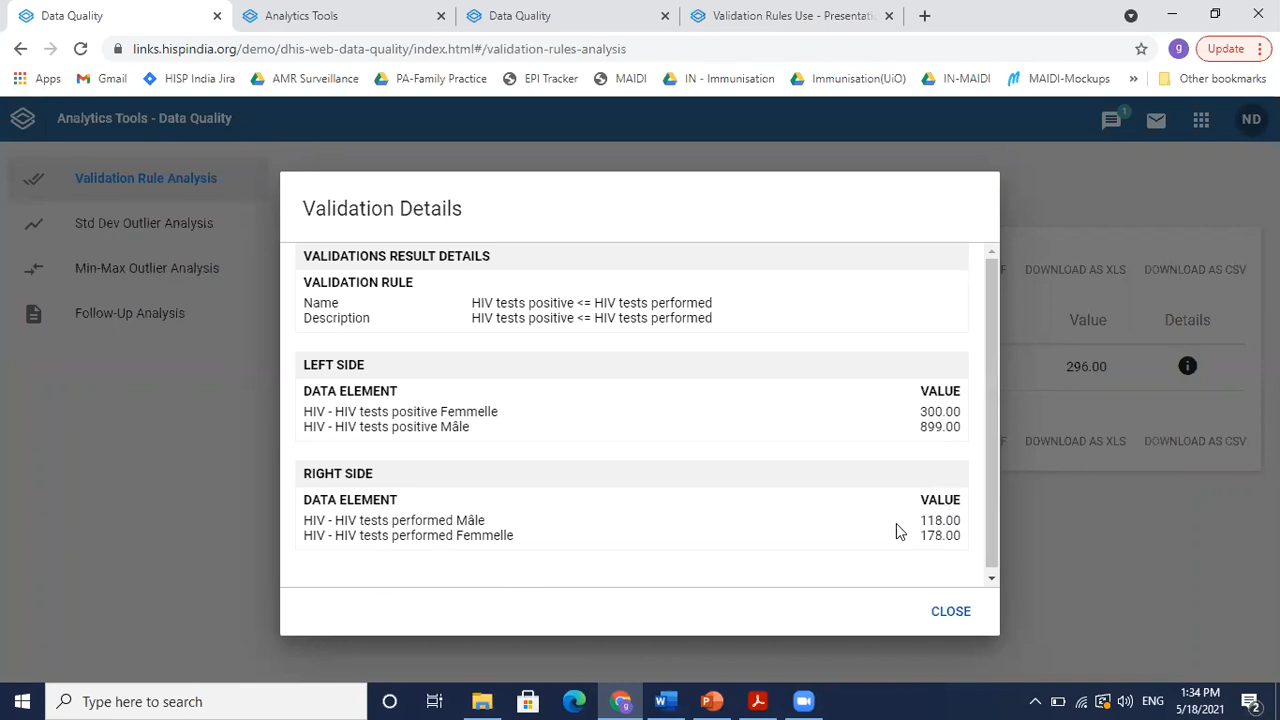 Data Quality
Analytics Tools
Data Quality
Validation Rules Use - Presentati
links.hispindia.org/demo/dhis-web-data-quality/index.html#/validation-rules-analysis
g
Update
Apps
Gmail
HISP India Jira
AMR Surveillance
PA-Family Practice
EPI Tracker
MAIDI
IN - Immunisation
Immunisation(UiO)
IN-MAIDI
MAIDI-Mockups
»
Other bookmarks
Analytics Tools - Data Quality
1
ND
Validation Rule Analysis
Std Dev Outlier Analysis
Min-Max Outlier Analysis
Follow-Up Analysis
F DOWNLOAD AS XLS DOWNLOAD AS CSV
Value Details
296.00
F DOWNLOAD AS XLS DOWNLOAD AS CSV
Validation Details
VALIDATIONS RESULT DETAILS
VALIDATION RULE
Name HIV tests positive <= HIV tests performed
Description HIV tests positive <= HIV tests performed
LEFT SIDE
DATA ELEMENT VALUE
HIV - HIV tests positive Femmelle 300.00
HIV - HIV tests positive Mâle 899.00
RIGHT SIDE
DATA ELEMENT VALUE
HIV - HIV tests performed Mâle 118.00
HIV - HIV tests performed Femmelle 178.00
CLOSE
Type here to search
ENG
1:34 PM
5/18/2021
2